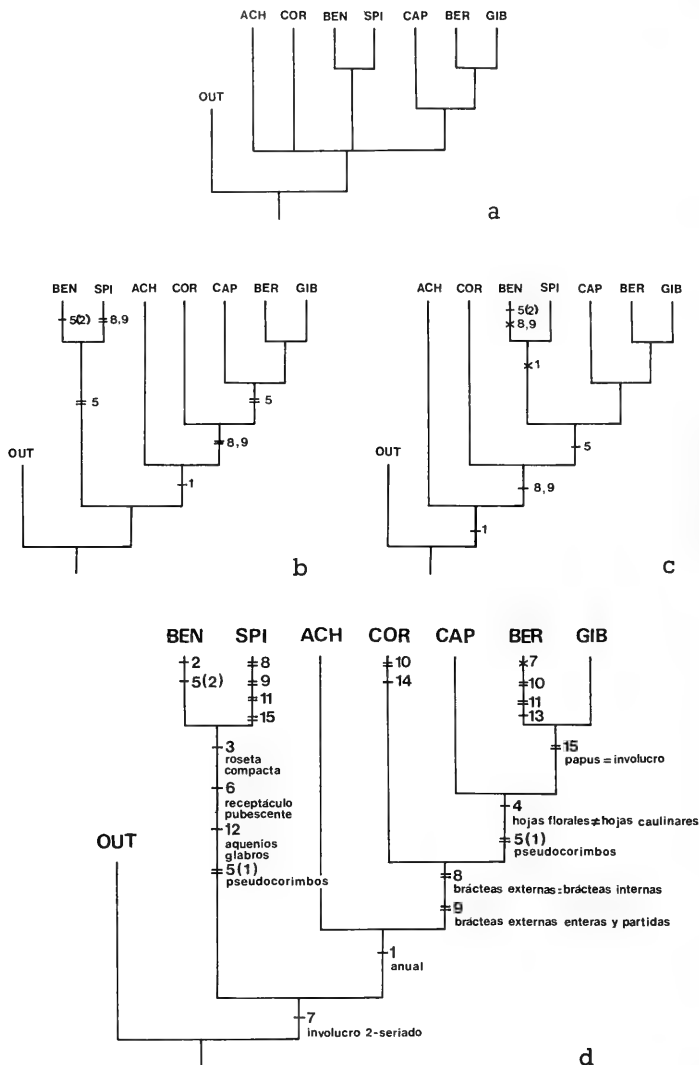 ACH COR BEN SPI CAP BER GIB
OUT
a
BEN SPI ACH COR CAP BER GIB
5(2) 8,9
5
5
8,9
OUT
1
b
ACH COR BEN SPI CAP BER GIB
5(2)
8,9
1
5
OUT
8,9
1
c
BEN SPI ACH COR CAP BER GIB
2 8 10 7
5(2) 9 14 10
11 11
15 13
3
roseta
compacta
15
papus = involucro
6
receptáculo
pubescente
4
hojas florales ≠ hojas caulinares
12
aquenios
glabros
5(1)
pseudocorimbos
OUT
5(1)
pseudocorimbos
8
brácteas externas = brácteas internas
9
brácteas externas enteras y partidas
1
anual
7
involucro 2-seriado
d